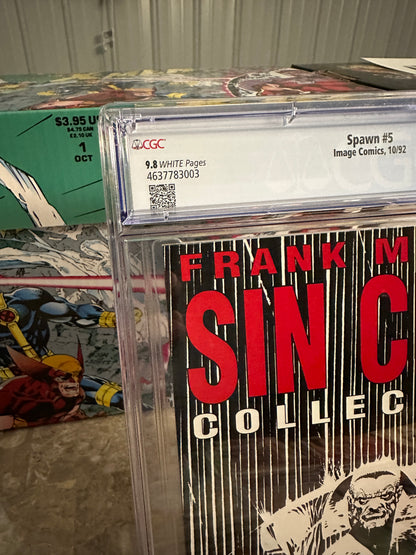 $3.95 US
$4.75 CAN
£2.10 UK
1
OCT
CGC
9.8 WHITE Pages
4637783003
Spawn #5
Image Comics, 10/92
FRANK M
SIN C
COLLEC